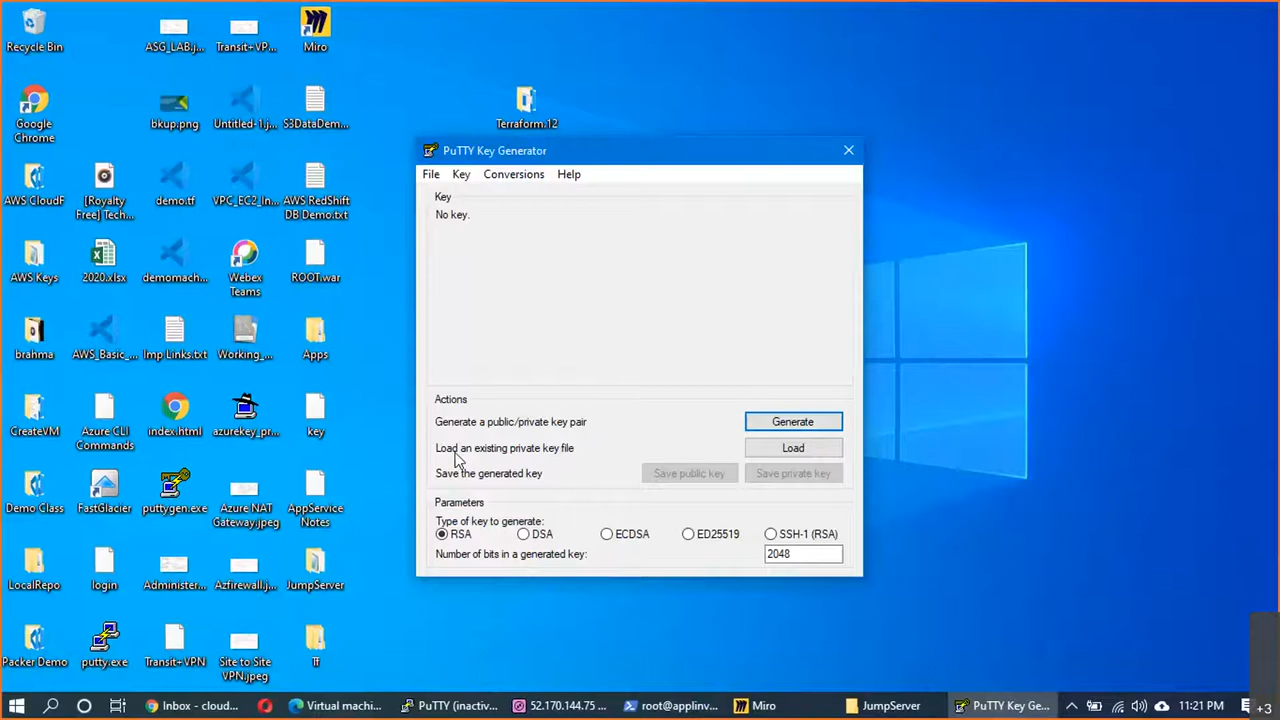 Recycle Bin
ASG_LAB.j...
Transit+VP...
Miro
Google
Chrome
bkup.png
Untitled-1.j...
S3DataDem...
Terraform.12
AWS CloudF
[Royalty
Free] Tech...
demo.tf
VPC_EC2_In...
AWS RedShift
DB Demo.txt
AWS Keys
2020.xlsx
demomach...
Webex
Teams
ROOT.war
brahma
AWS_Basic_...
Imp Links.txt
Working_...
Apps
CreateVM
Azure CLI
Commands
index.html
azurekey_pr...
key
Demo Class
FastGlacier
puttygen.exe
Azure NAT
Gateway.jpeg
AppService
Notes
LocalRepo
login
Administer...
Azfirewall.j...
JumpServer
Packer Demo
putty.exe
Transit+VPN
Site to Site
VPN.jpeg
Tf
PuTTY Key Generator
File Key Conversions Help
Key
No key.
Actions
Generate a public/private key pair
Generate
Load an existing private key file
Load
Save the generated key
Save public key
Save private key
Parameters
Type of key to generate:
RSA DSA ECDSA ED25519 SSH-1 (RSA)
Number of bits in a generated key:
2048
Inbox - cloud...
Virtual machi...
PuTTY (inactiv...
52.170.144.75 ...
root@applinv...
Miro
JumpServer
PuTTY Key Ge...
11:21 PM
+3